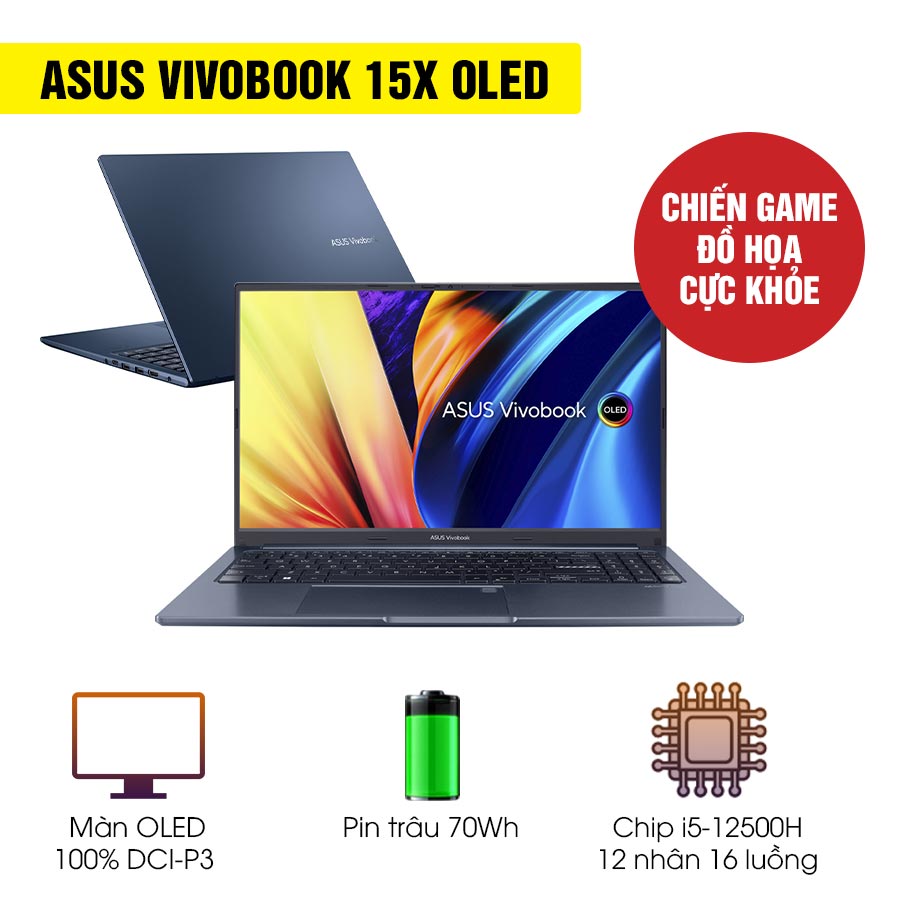 ASUS VIVOBOOK 15X OLED
CHIẾN GAME
ĐỒ HỌA
CỰC KHỎE
ASUS Vivobook
ASUS Vivobook OLED
ASUS Vivobook
Màn OLED
100% DCI-P3
Pin trâu 70Wh
Chip i5-12500H
12 nhân 16 luồng